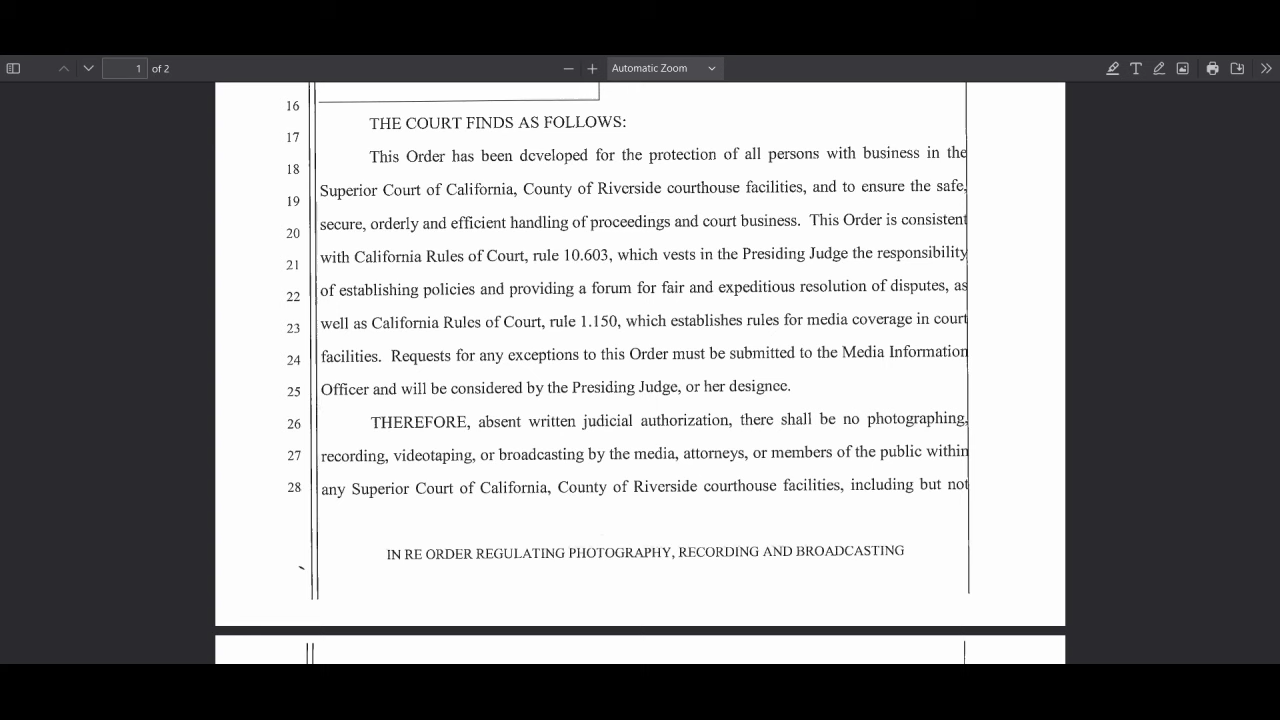 1 of 2
Automatic Zoom
16
THE COURT FINDS AS FOLLOWS:
17
This Order has been developed for the protection of all persons with business in the
18
Superior Court of California, County of Riverside courthouse facilities, and to ensure the safe,
19
secure, orderly and efficient handling of proceedings and court business. This Order is consistent
20
with California Rules of Court, rule 10.603, which vests in the Presiding Judge the responsibility
21
of establishing policies and providing a forum for fair and expeditious resolution of disputes, as
22
well as California Rules of Court, rule 1.150, which establishes rules for media coverage in court
23
facilities. Requests for any exceptions to this Order must be submitted to the Media Information
24
Officer and will be considered by the Presiding Judge, or her designee.
25
THEREFORE, absent written judicial authorization, there shall be no photographing,
26
recording, videotaping, or broadcasting by the media, attorneys, or members of the public within
27
any Superior Court of California, County of Riverside courthouse facilities, including but not
28
IN RE ORDER REGULATING PHOTOGRAPHY, RECORDING AND BROADCASTING